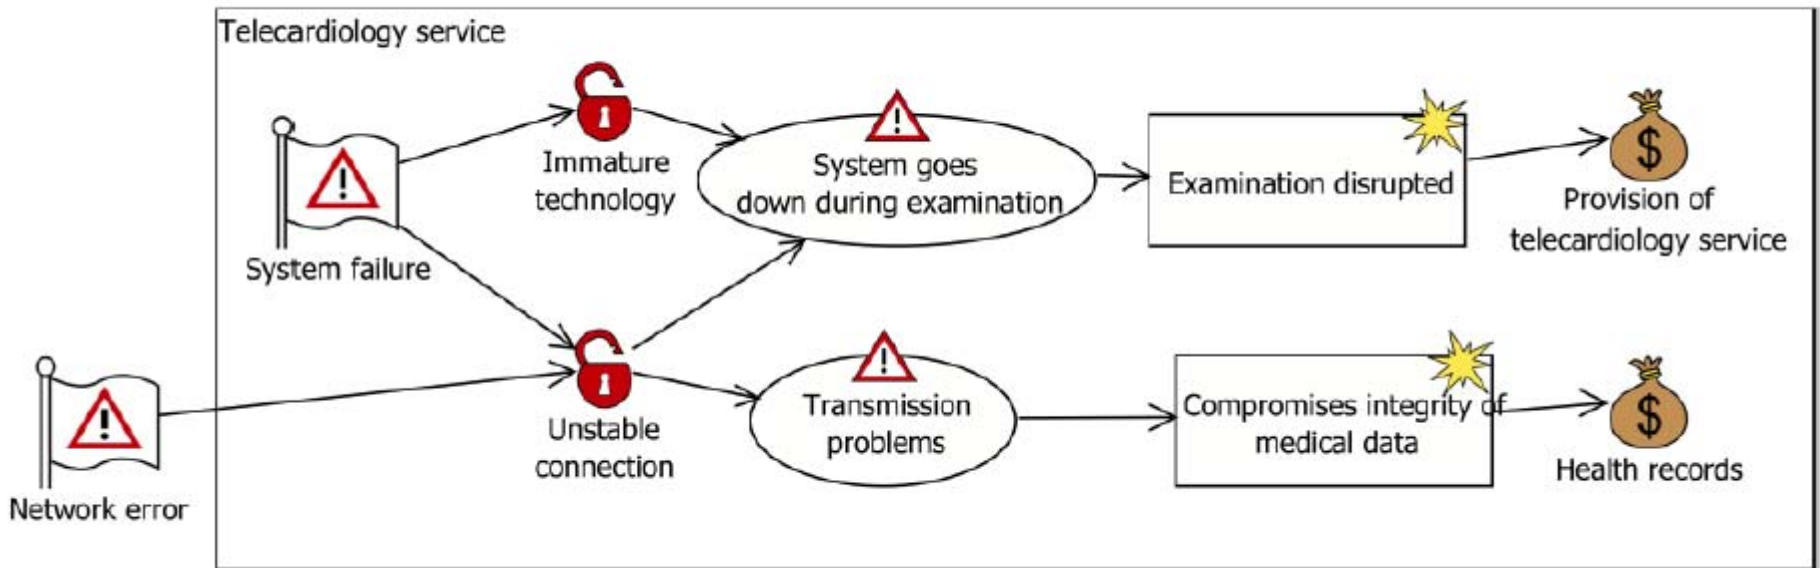 Telecardiology service
Immature
technology
System goes
down during examination
Examination disrupted
$
Provision of
telecardiology service
System failure
Unstable
connection
Transmission
problems
Compromises integrity of
medical data
$
Health records
Network error